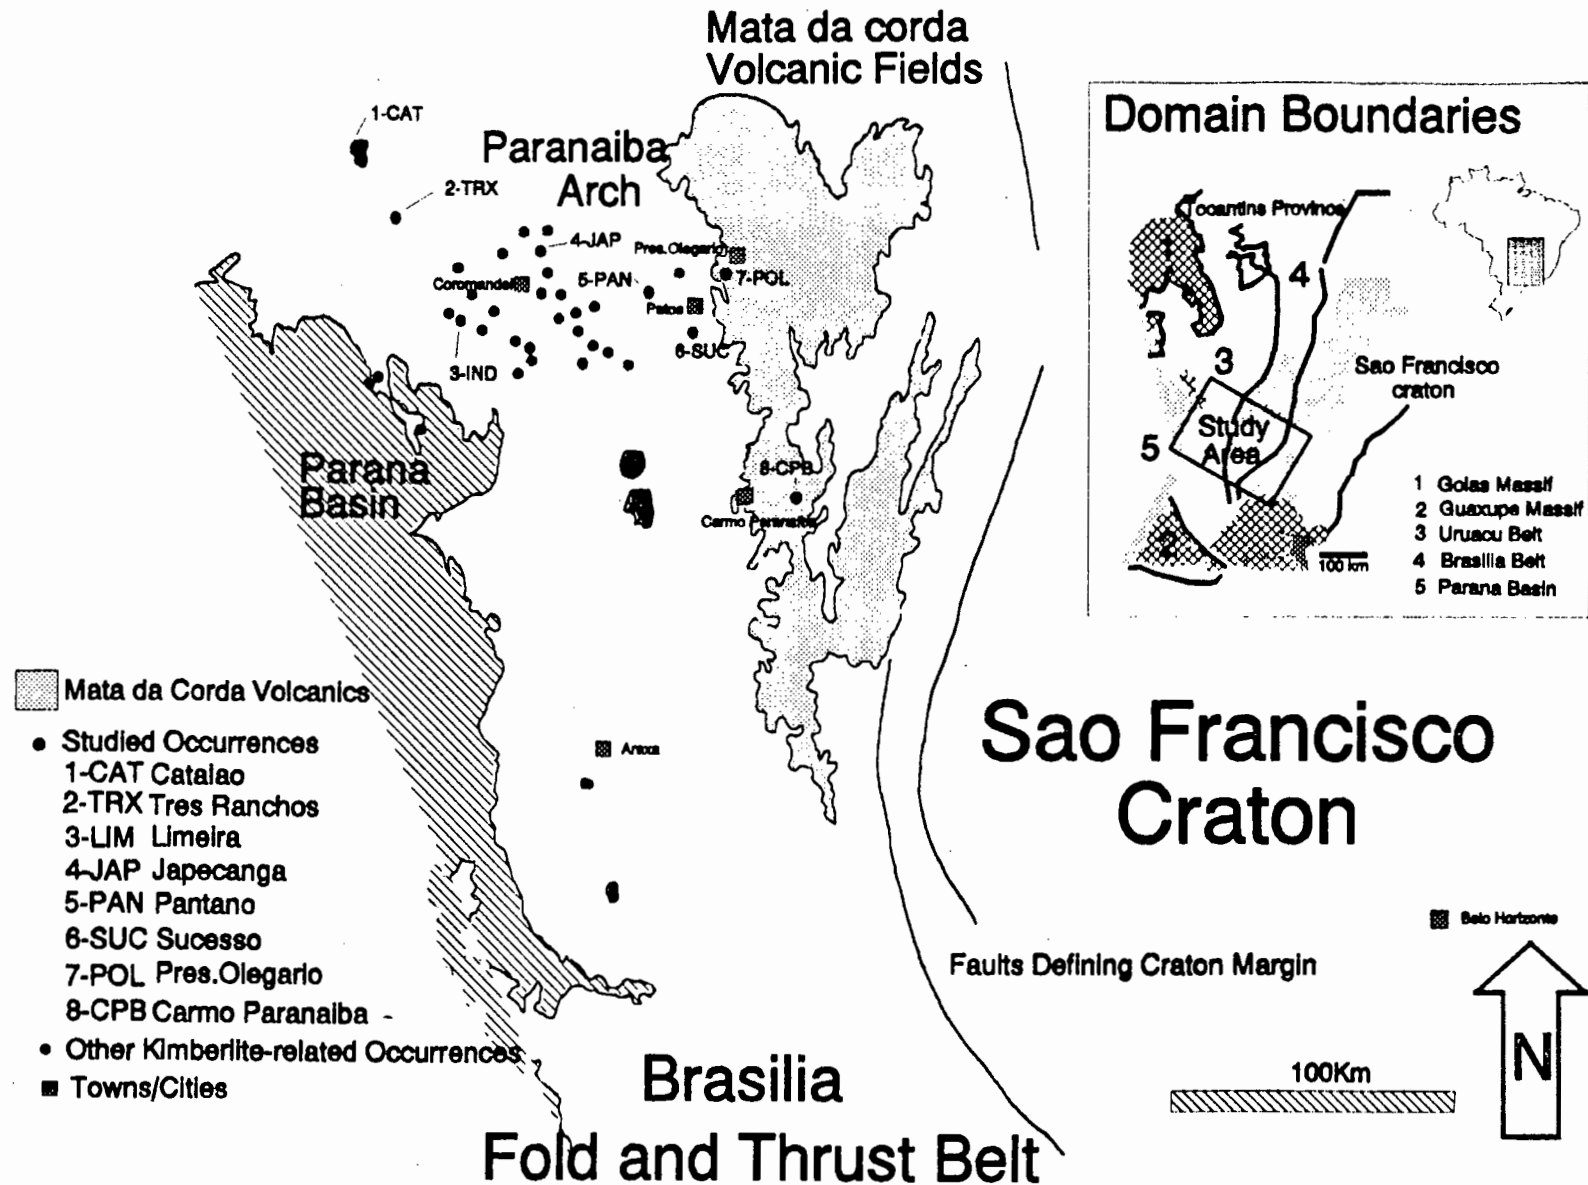 Mata da corda
Volcanic Fields
1-CAT
Paranaiba
Arch
2-TRX
4-JAP
Pres.Olegario
Coromandel
5-PAN
7-POL
Patos
6-SUC
3-IND
Parana
Basin
8-CPB
Carmo Paranaiba
Araxa
Mata da Corda Volcanics
Studied Occurrences
1-CAT Catalao
2-TRX Tres Ranchos
3-LIM Limeira
4-JAP Japecanga
5-PAN Pantano
6-SUC Sucesso
7-POL Pres.Olegario
8-CPB Carmo Paranaiba
Other Kimberlite-related Occurrences
Towns/Cities
Brasilia
Fold and Thrust Belt
Sao Francisco
Craton
Faults Defining Craton Margin
Belo Horizonte
N
100Km
Domain Boundaries
Tocantins Province
1
4
3
Sao Francisco
craton
Study
Area
5
2
100 km
1 Goias Massif
2 Guaxupe Massif
3 Uruacu Belt
4 Brasilia Belt
5 Parana Basin